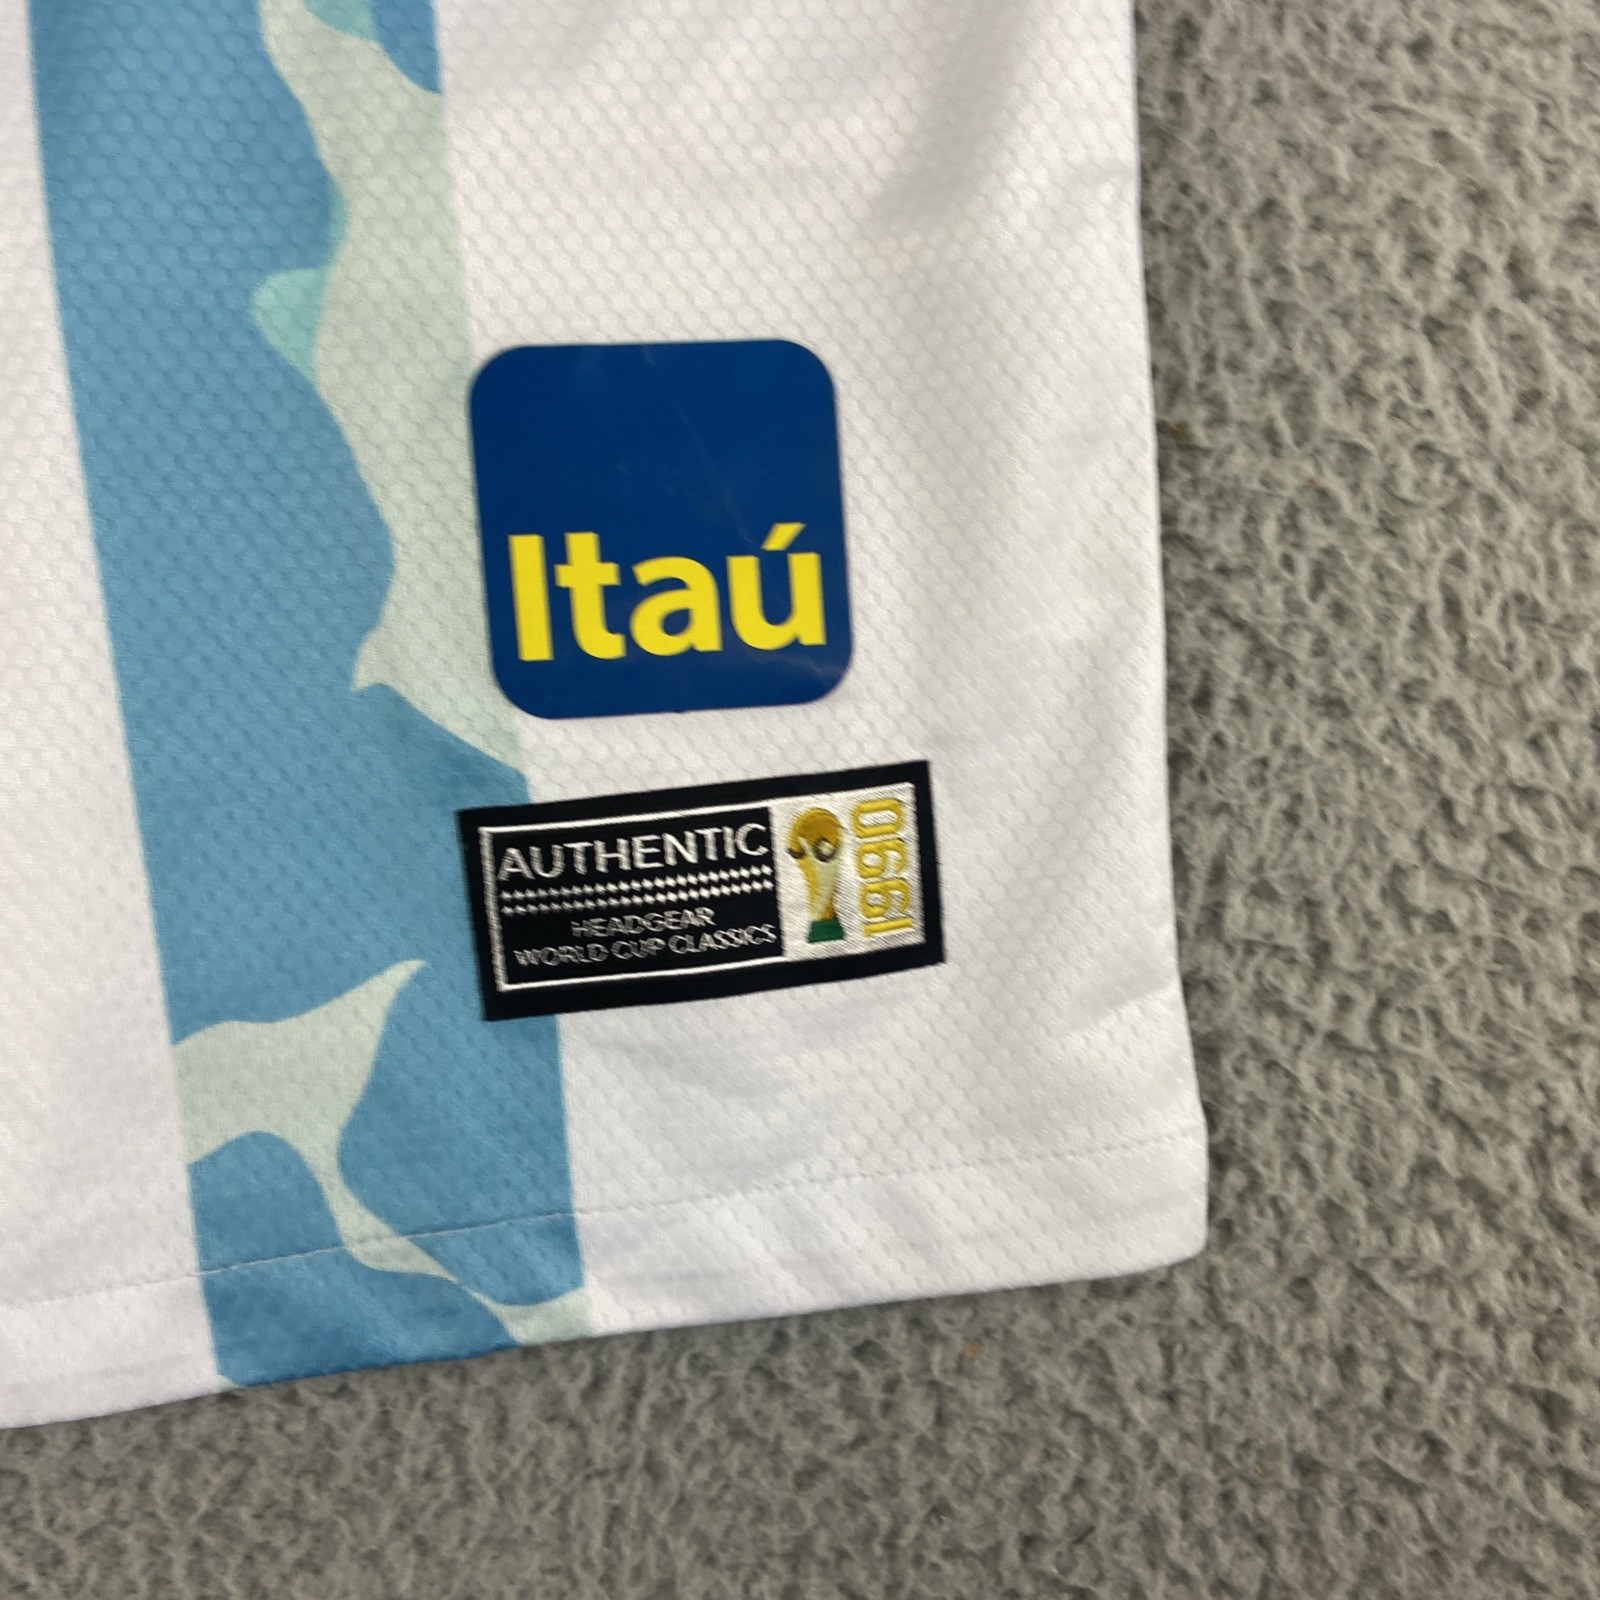 Itaú
AUTHENTIC
HEADGEAR
WORLD CUP CLASSICS
1990